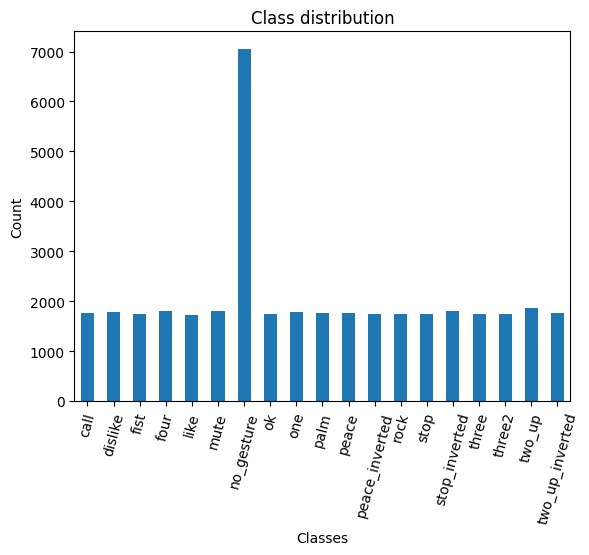 Class distribution
Count
7000
6000
5000
4000
3000
2000
1000
0
call
dislike
fist
four
like
mute
no_gesture
ok
one
palm
peace
peace_inverted
rock
stop
stop_inverted
three
three2
two_up
two_up_inverted
Classes